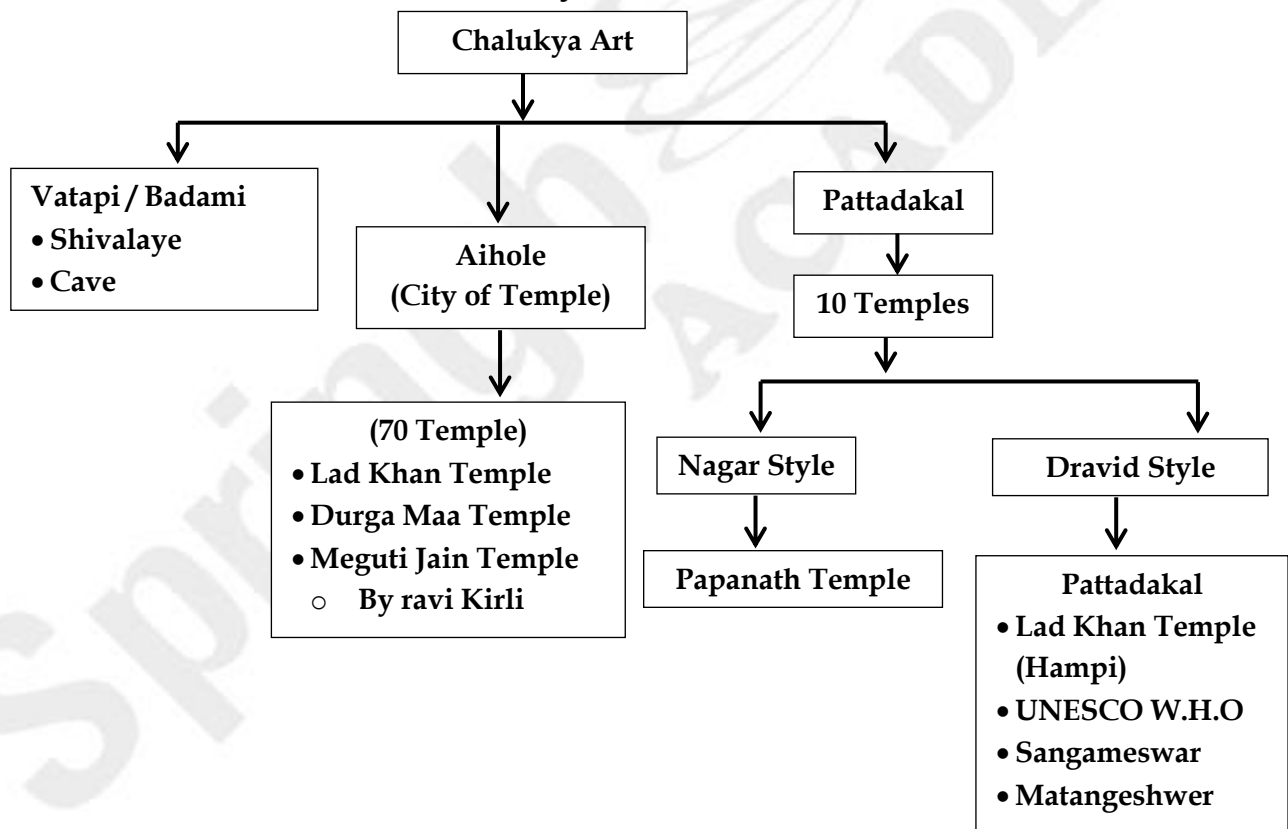 Chalukya Art
Vatapi / Badami
• Shivalaye
• Cave
Aihole
(City of Temple)
Pattadakal
10 Temples
(70 Temple)
• Lad Khan Temple
• Durga Maa Temple
• Meguti Jain Temple
o By ravi Kirli
Nagar Style
Dravid Style
Papanath Temple
Pattadakal
• Lad Khan Temple
(Hampi)
• UNESCO W.H.O
• Sangameswar
• Matangeshwer